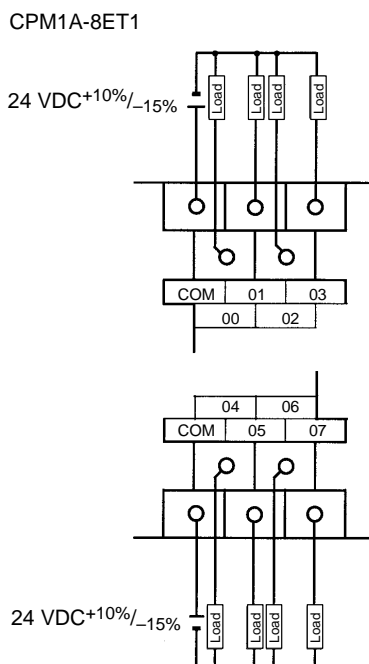 CPM1A-8ET1
24 VDC+10%/–15%
Load Load Load Load
COM 01 03
00 02
04 06
COM 05 07
24 VDC+10%/–15%
Load Load Load Load